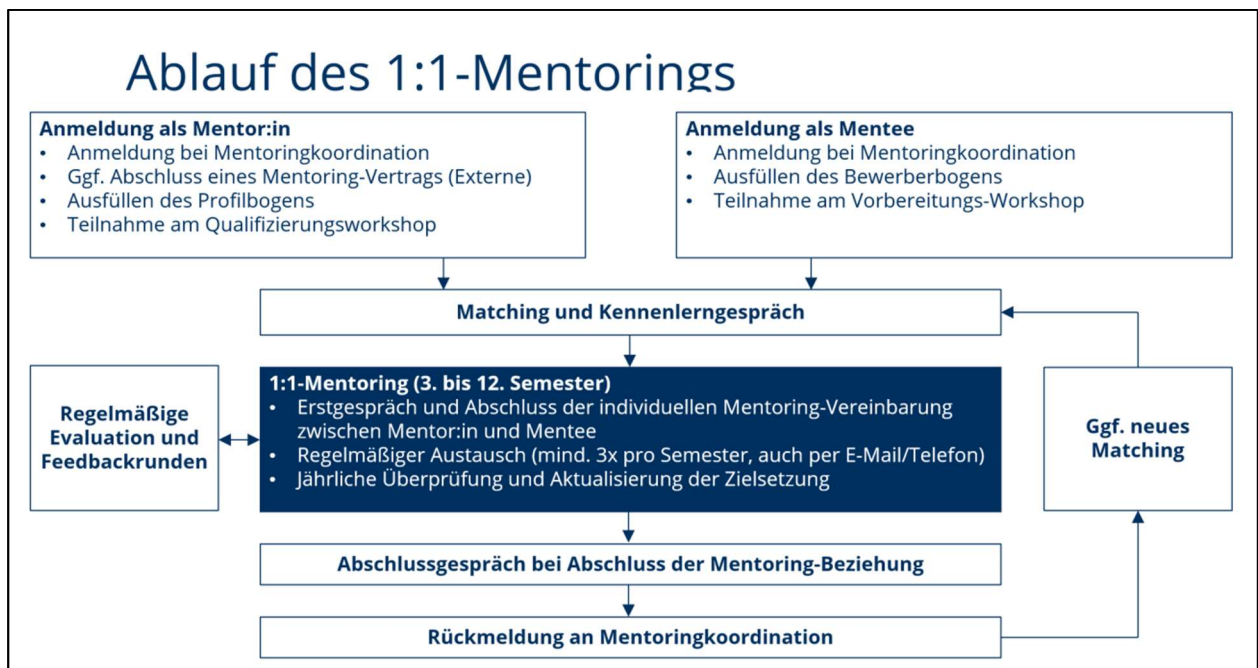 Ablauf des 1:1-Mentorings
Anmeldung als Mentor:in
• Anmeldung bei Mentoringkoordination
• Ggf. Abschluss eines Mentoring-Vertrags (Externe)
• Ausfüllen des Profilbogens
• Teilnahme am Qualifizierungsworkshop
Anmeldung als Mentee
• Anmeldung bei Mentoringkoordination
• Ausfüllen des Bewerberbogens
• Teilnahme am Vorbereitungs-Workshop
Matching und Kennenlerngespräch
Regelmäßige
Evaluation und
Feedbackrunden
1:1-Mentoring (3. bis 12. Semester)
• Erstgespräch und Abschluss der individuellen Mentoring-Vereinbarung
zwischen Mentor:in und Mentee
• Regelmäßiger Austausch (mind. 3x pro Semester, auch per E-Mail/Telefon)
• Jährliche Überprüfung und Aktualisierung der Zielsetzung
Ggf. neues
Matching
Abschlussgespräch bei Abschluss der Mentoring-Beziehung
Rückmeldung an Mentoringkoordination